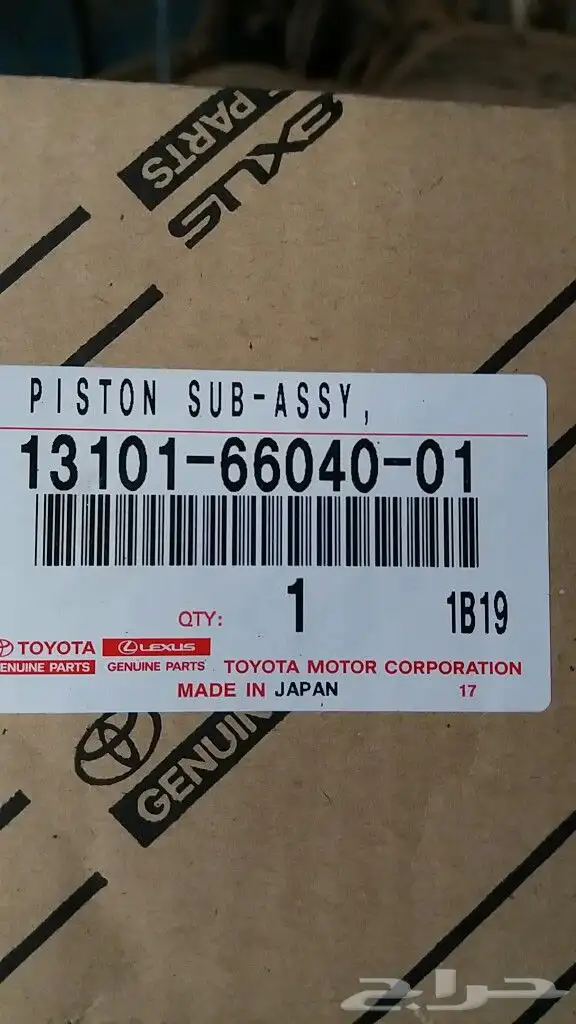 PARTS
LEXUS
PISTON SUB-ASSY,
13101-66040-01
QTY: 1 1B19
TOYOTA LEXUS
GENUINE PARTS GENUINE PARTS TOYOTA MOTOR CORPORATION
MADE IN JAPAN 17
GENUIN
حراج